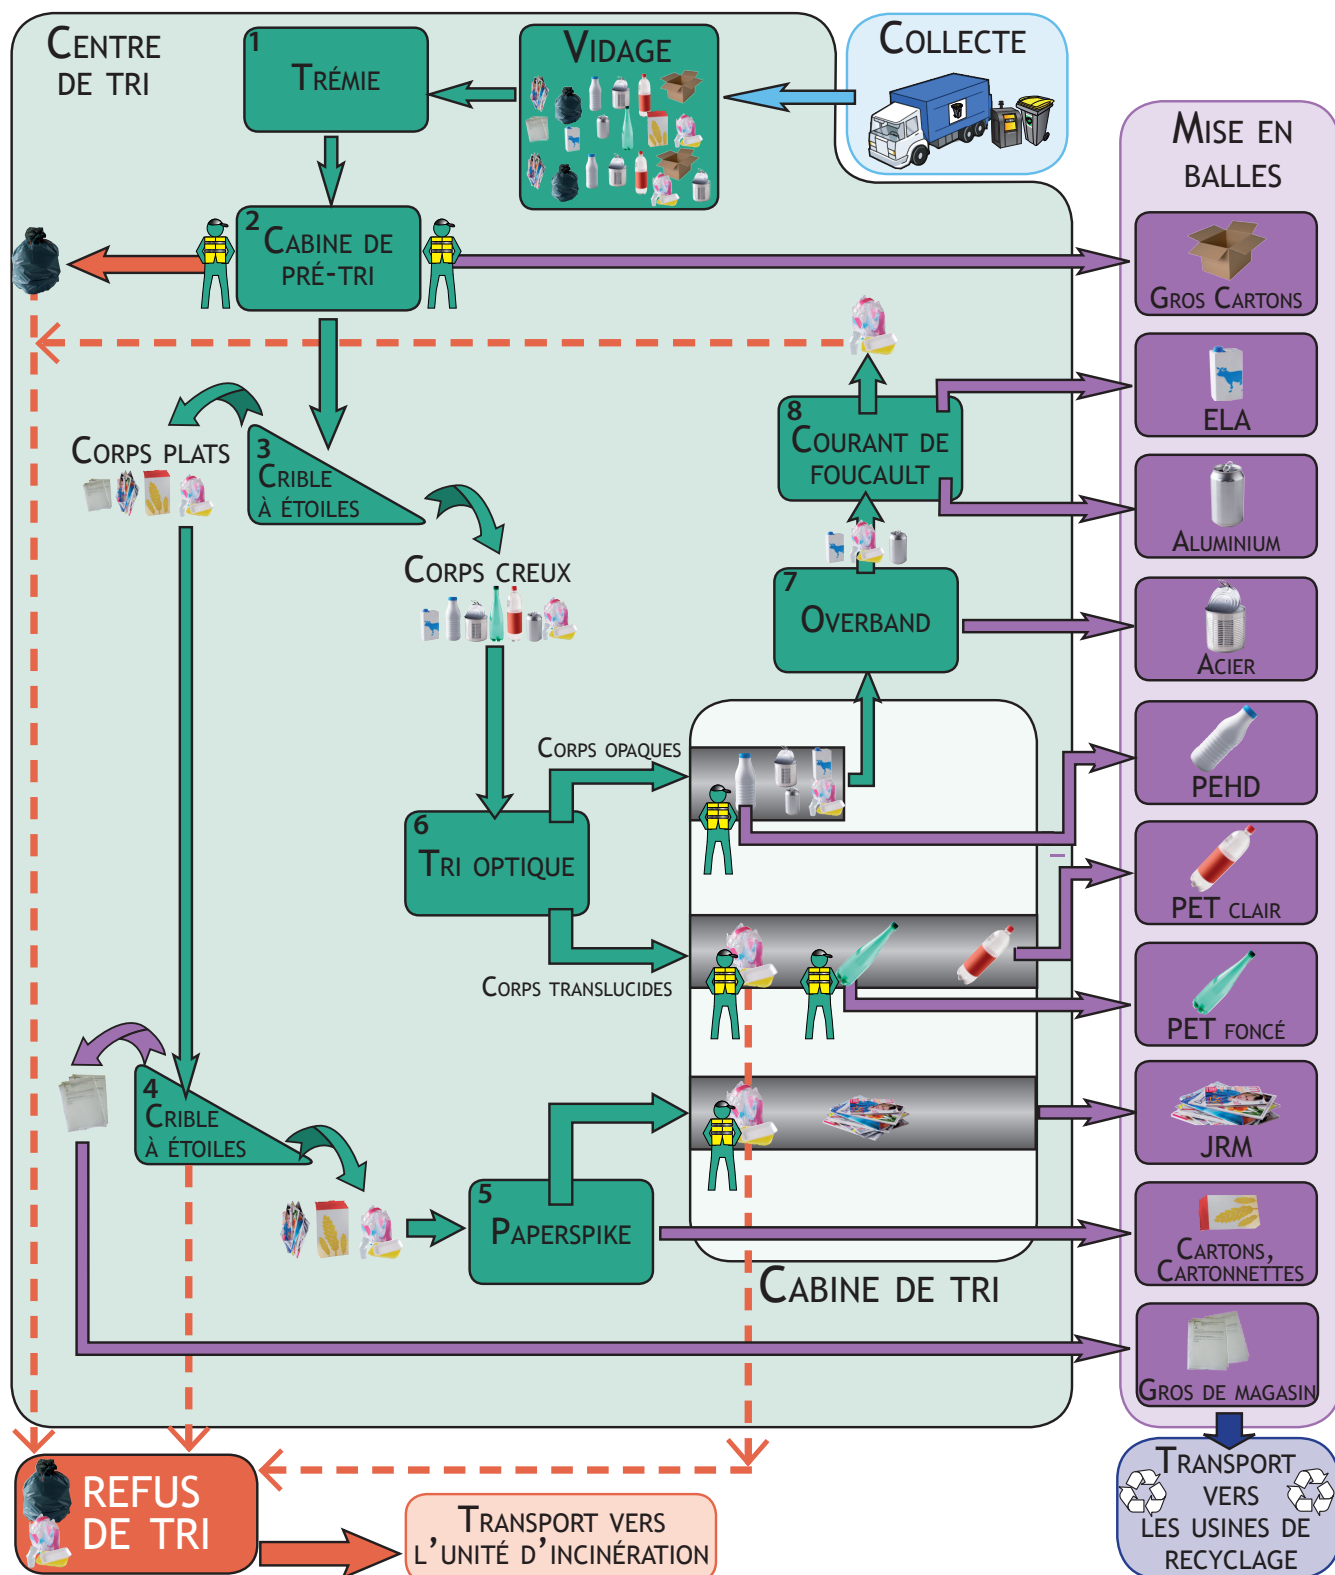 Centre
de tri
1
Trémie
Vidage
Collecte
2
Cabine de
pré-tri
Corps plats
3
Crible
à étoiles
Corps creux
8
Courant de
Foucault
7
Overband
Corps opaques
6
Tri optique
Corps translucides
4
Crible
à étoiles
5
Paperspike
Cabine de tri
Mise en
balles
Gros Cartons
ELA
Aluminium
Acier
PEHD
PET clair
PET foncé
JRM
Cartons,
Cartonnettes
Gros de magasin
REFUS
DE TRI
Transport vers
l'unité d'incinération
Transport
vers
les usines de
recyclage